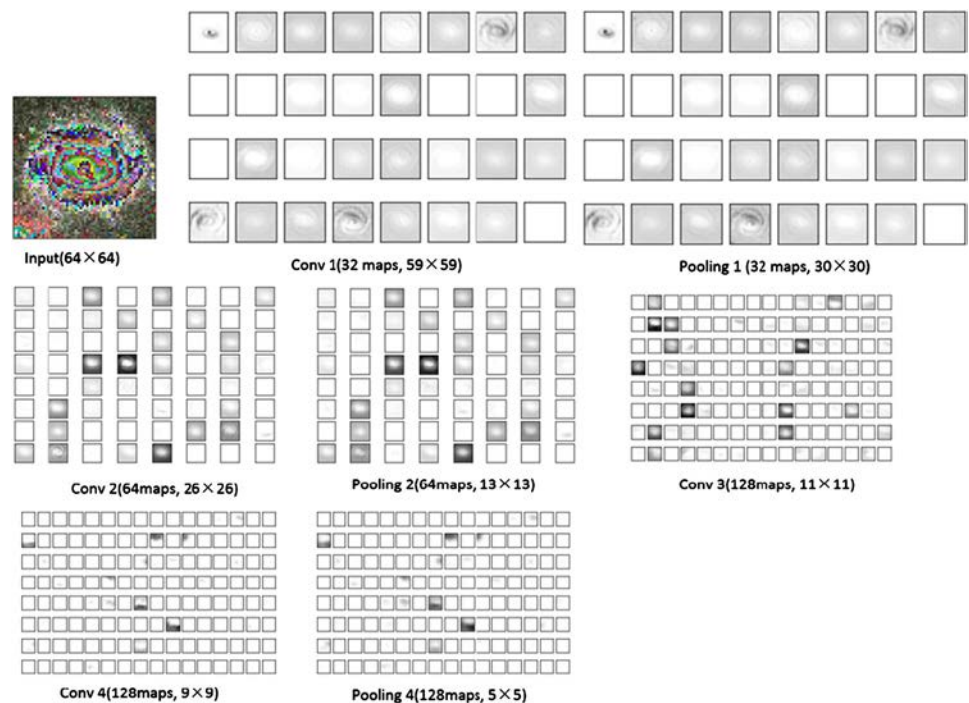 Input(64×64)
Conv 1(32 maps, 59×59)
Pooling 1 (32 maps, 30×30)
Conv 2(64maps, 26×26)
Pooling 2(64maps, 13×13)
Conv 3(128maps, 11×11)
Conv 4(128maps, 9×9)
Pooling 4(128maps, 5×5)